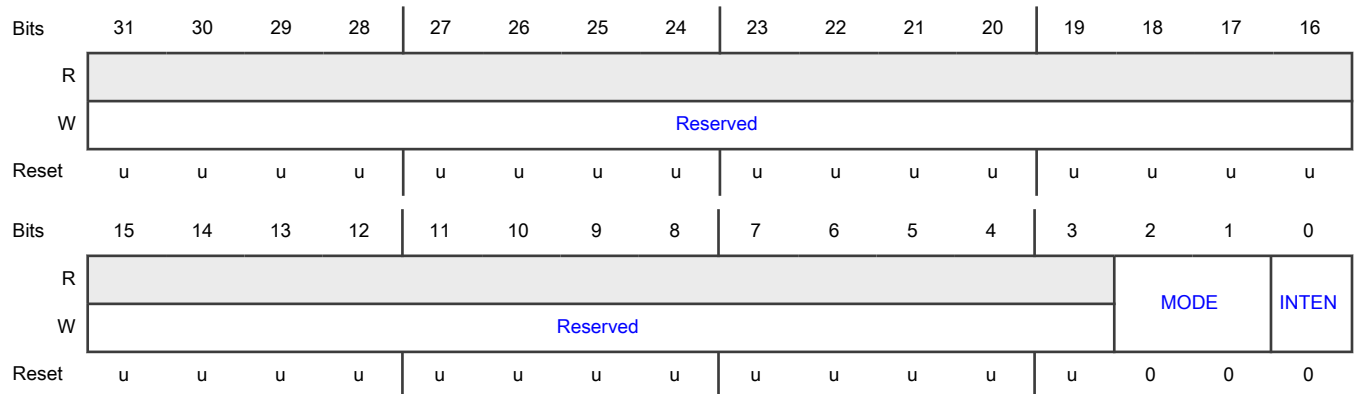 Bits 31 30 29 28 27 26 25 24 23 22 21 20 19 18 17 16
R
W Reserved
Reset u u u u u u u u u u u u u u u u
Bits 15 14 13 12 11 10 9 8 7 6 5 4 3 2 1 0
R
MODE INTEN
W Reserved
Reset u u u u u u u u u u u u u 0 0 0